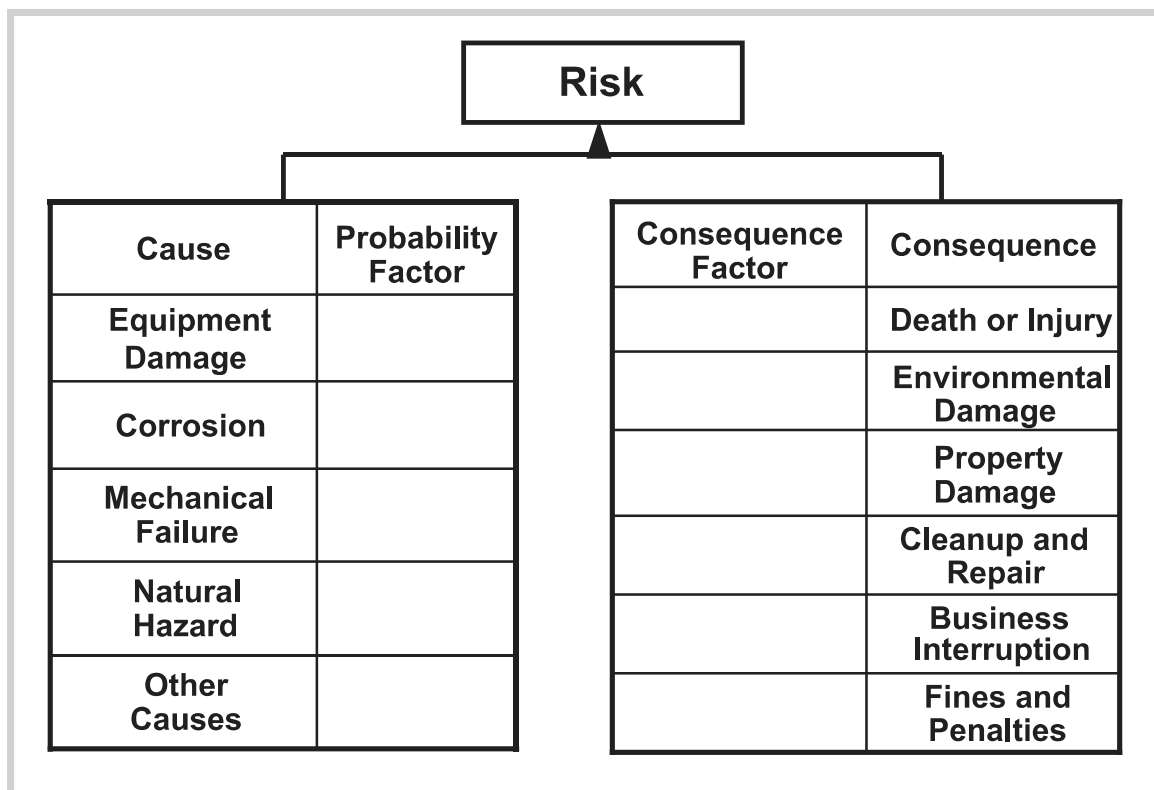 Risk
Cause
Probability
Factor
Equipment
Damage
Corrosion
Mechanical
Failure
Natural
Hazard
Other
Causes
Consequence
Factor
Consequence
Death or Injury
Environmental
Damage
Property
Damage
Cleanup and
Repair
Business
Interruption
Fines and
Penalties